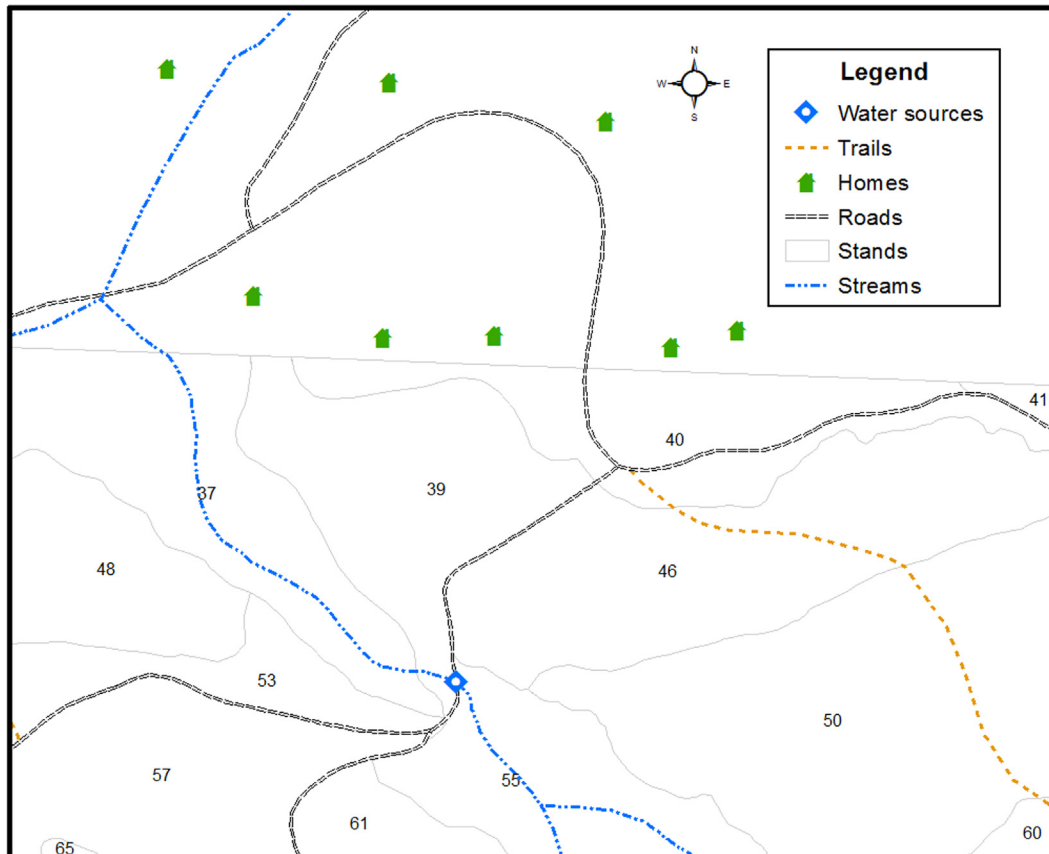 N
W E
S
Legend
Water sources
Trails
Homes
Roads
Stands
Streams
41
40
39
37
48
46
53
50
57
55
61
60
65